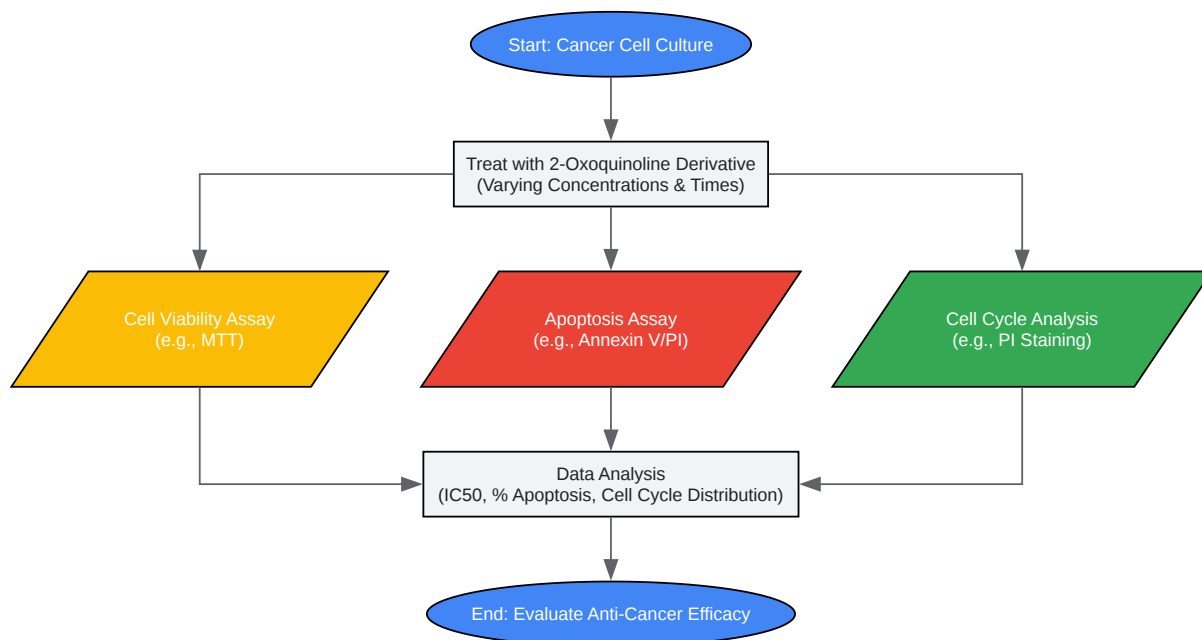 Start: Cancer Cell Culture
Treat with 2-Oxoquinoline Derivative
(Varying Concentrations & Times)
Cell Viability Assay
(e.g., MTT)
Apoptosis Assay
(e.g., Annexin V/PI)
Cell Cycle Analysis
(e.g., PI Staining)
Data Analysis
(IC50, % Apoptosis, Cell Cycle Distribution)
End: Evaluate Anti-Cancer Efficacy